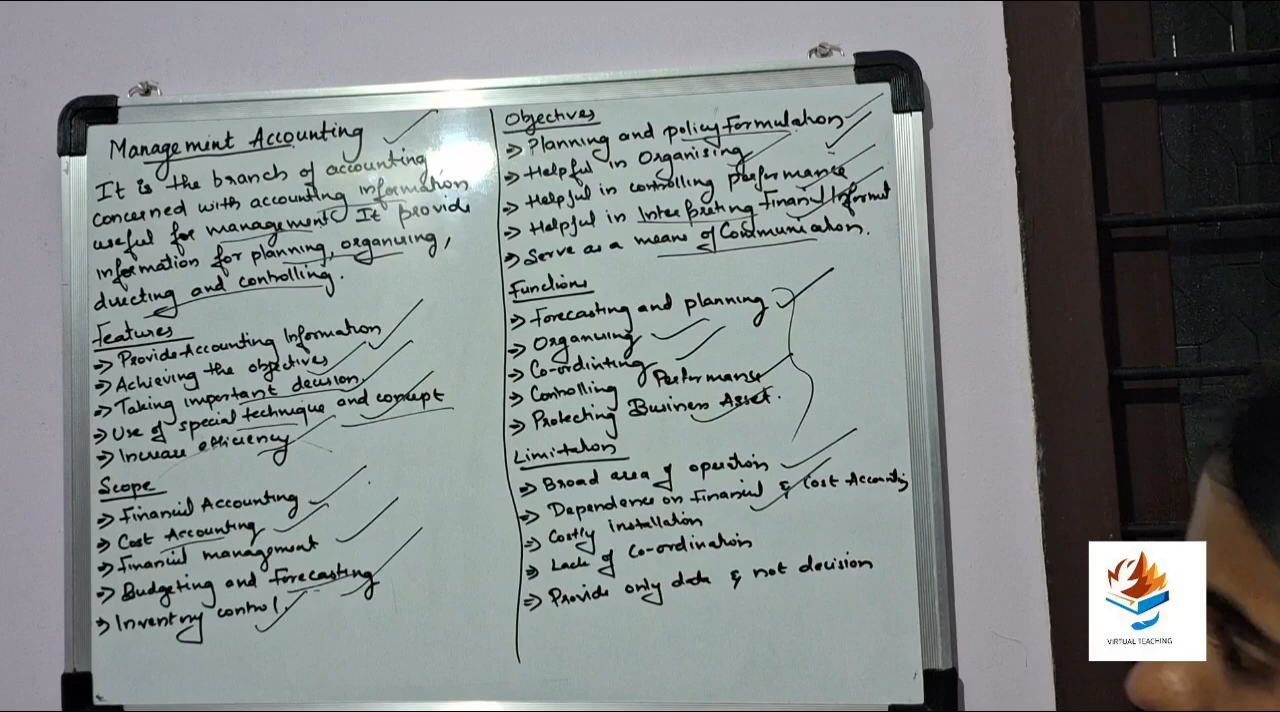 Management Accounting
It is the branch of accounting
concerned with accounting information
useful for management. It provide
information for planning, organising,
directing and controlling.
Features
=> Provide Accounting Information
=> Achieving the objectives
=> Taking important decision
=> Use of special technique and concept
=> Increase efficiency
Scope
=> Financial Accounting
=> Cost Accounting
=> Financial management
=> Budgeting and Forecasting
=> Inventory control.
Objectives
=> Planning and policy Formulation
=> Helpful in Organising
=> Helpful in controlling performance
=> Helpful in Interpreting
=> Serve as a means of Communication.
Functions
=> Forecasting and planning
=> Organising
=> Co-ordinting
=> Controlling Performance
=> Protecting Business Asset.
Limitation
=> Broad area of operation
=> Dependence on Financial & Cost Accounting
=> Costly installation
=> Lack of Co-ordination
=> Provide only data & not decision
VIRTUAL TEACHING